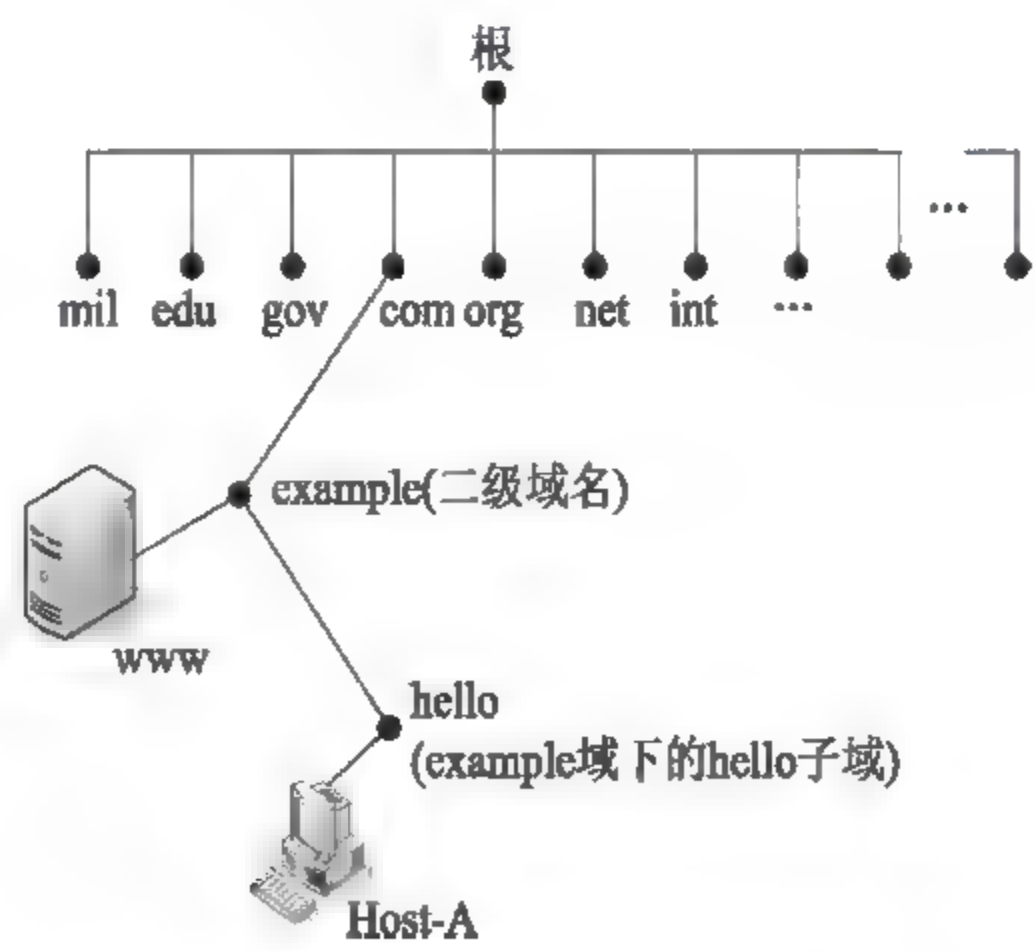 根
...
mil edu gov com org net int ...
example(二级域名)
www
hello
(example域下的hello子域)
Host-A